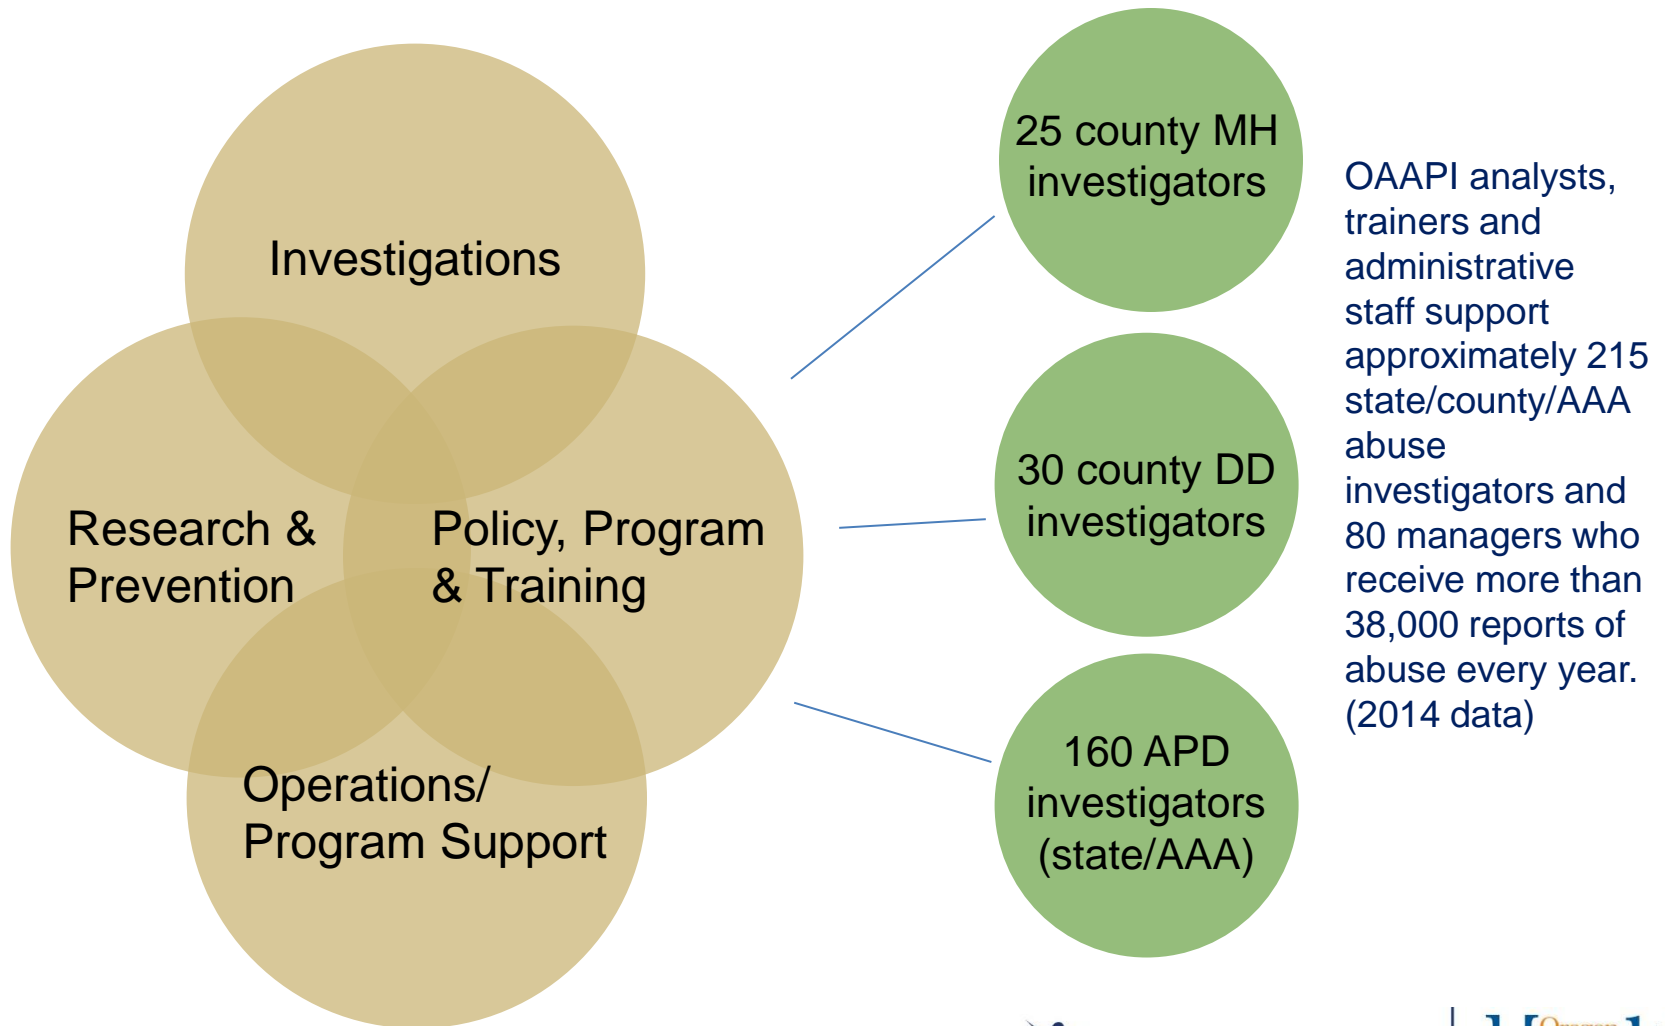 Investigations
Research &
Prevention
Policy, Program
& Training
Operations/
Program Support
25 county MH
investigators
30 county DD
investigators
160 APD
investigators
(state/AAA)
OAAPI analysts,
trainers and
administrative
staff support
approximately 215
state/county/AAA
abuse
investigators and
80 managers who
receive more than
38,000 reports of
abuse every year.
(2014 data)
Oregon